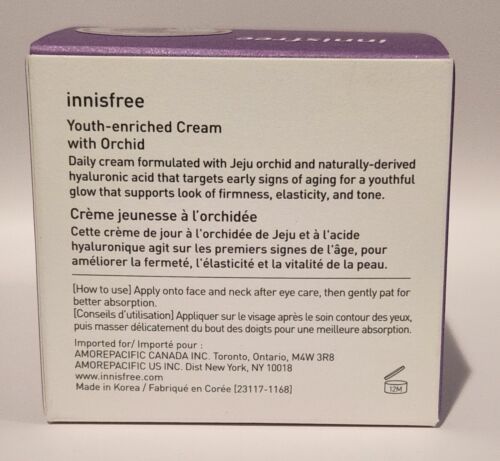 innisfree
innisfree
Youth-enriched Cream
with Orchid
Daily cream formulated with Jeju orchid and naturally-derived
hyaluronic acid that targets early signs of aging for a youthful
glow that supports look of firmness, elasticity, and tone.
Crème jeunesse à l'orchidée
Cette crème de jour à l'orchidée de Jeju et à l'acide
hyaluronique agit sur les premiers signes de l'âge, pour
améliorer la fermeté, l'élasticité et la vitalité de la peau.
[How to use] Apply onto face and neck after eye care, then gently pat for
better absorption.
[Conseils d'utilisation] Appliquer sur le visage après le soin contour des yeux,
puis masser délicatement du bout des doigts pour une meilleure absorption.
Imported for/ Importé pour :
AMOREPACIFIC CANADA INC. Toronto, Ontario, M4W 3R8
AMOREPACIFIC US INC. Dist New York, NY 10018
www.innisfree.com
Made in Korea / Fabriqué en Corée [23117-1168]
12M